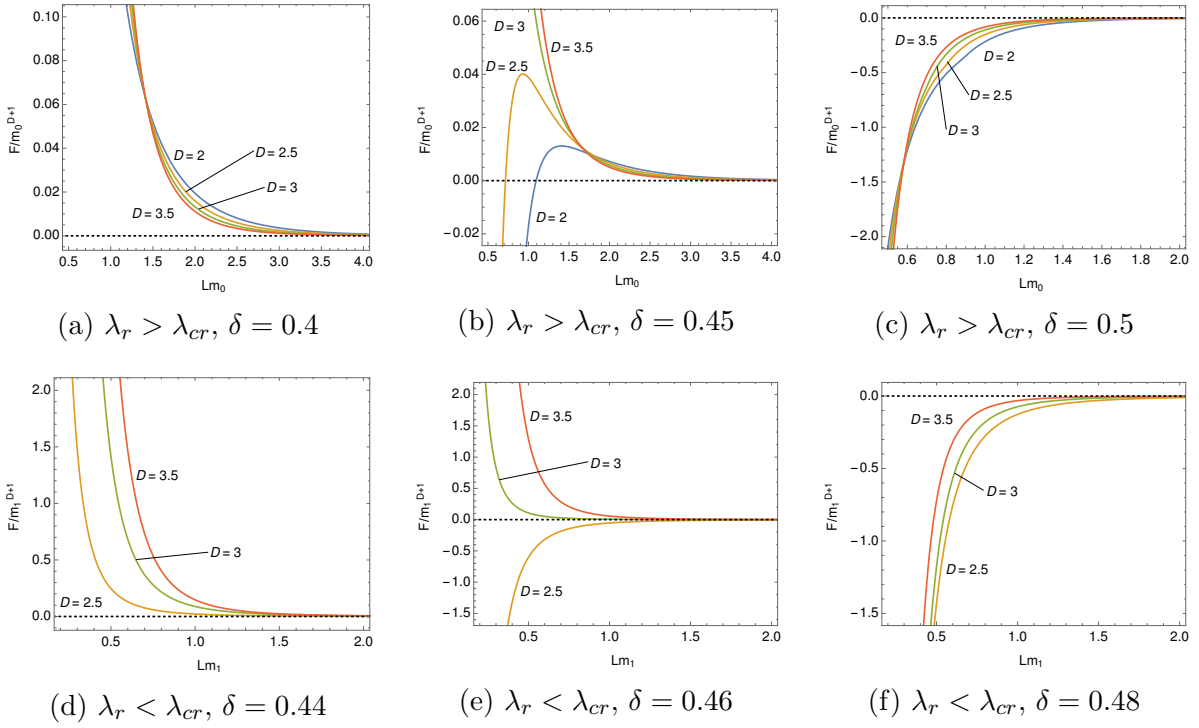 0.10
0.08
0.06
0.04
0.02
0.00
F/m₀ᴰ⁺¹
D = 2
D = 2.5
D = 3
D = 3.5
0.5 1.0 1.5 2.0 2.5 3.0 3.5 4.0
Lm₀
(a) λᵣ > λ꜀ᵣ, δ = 0.4
0.06
0.04
0.02
0.00
−0.02
F/m₀ᴰ⁺¹
D = 3
D = 3.5
D = 2.5
D = 2
0.5 1.0 1.5 2.0 2.5 3.0 3.5 4.0
Lm₀
(b) λᵣ > λ꜀ᵣ, δ = 0.45
0.0
−0.5
−1.0
−1.5
−2.0
F/m₀ᴰ⁺¹
D = 3.5
D = 2
D = 2.5
D = 3
0.6 0.8 1.0 1.2 1.4 1.6 1.8 2.0
Lm₀
(c) λᵣ > λ꜀ᵣ, δ = 0.5
2.0
1.5
1.0
0.5
0.0
F/m₁ᴰ⁺¹
D = 3.5
D = 3
D = 2.5
0.5 1.0 1.5 2.0
Lm₁
(d) λᵣ < λ꜀ᵣ, δ = 0.44
2.0
1.5
1.0
0.5
0.0
−0.5
−1.0
−1.5
F/m₁ᴰ⁺¹
D = 3.5
D = 3
D = 2.5
0.5 1.0 1.5 2.0
Lm₁
(e) λᵣ < λ꜀ᵣ, δ = 0.46
0.0
−0.5
−1.0
−1.5
F/m₁ᴰ⁺¹
D = 3.5
D = 3
D = 2.5
0.5 1.0 1.5 2.0
Lm₁
(f) λᵣ < λ꜀ᵣ, δ = 0.48